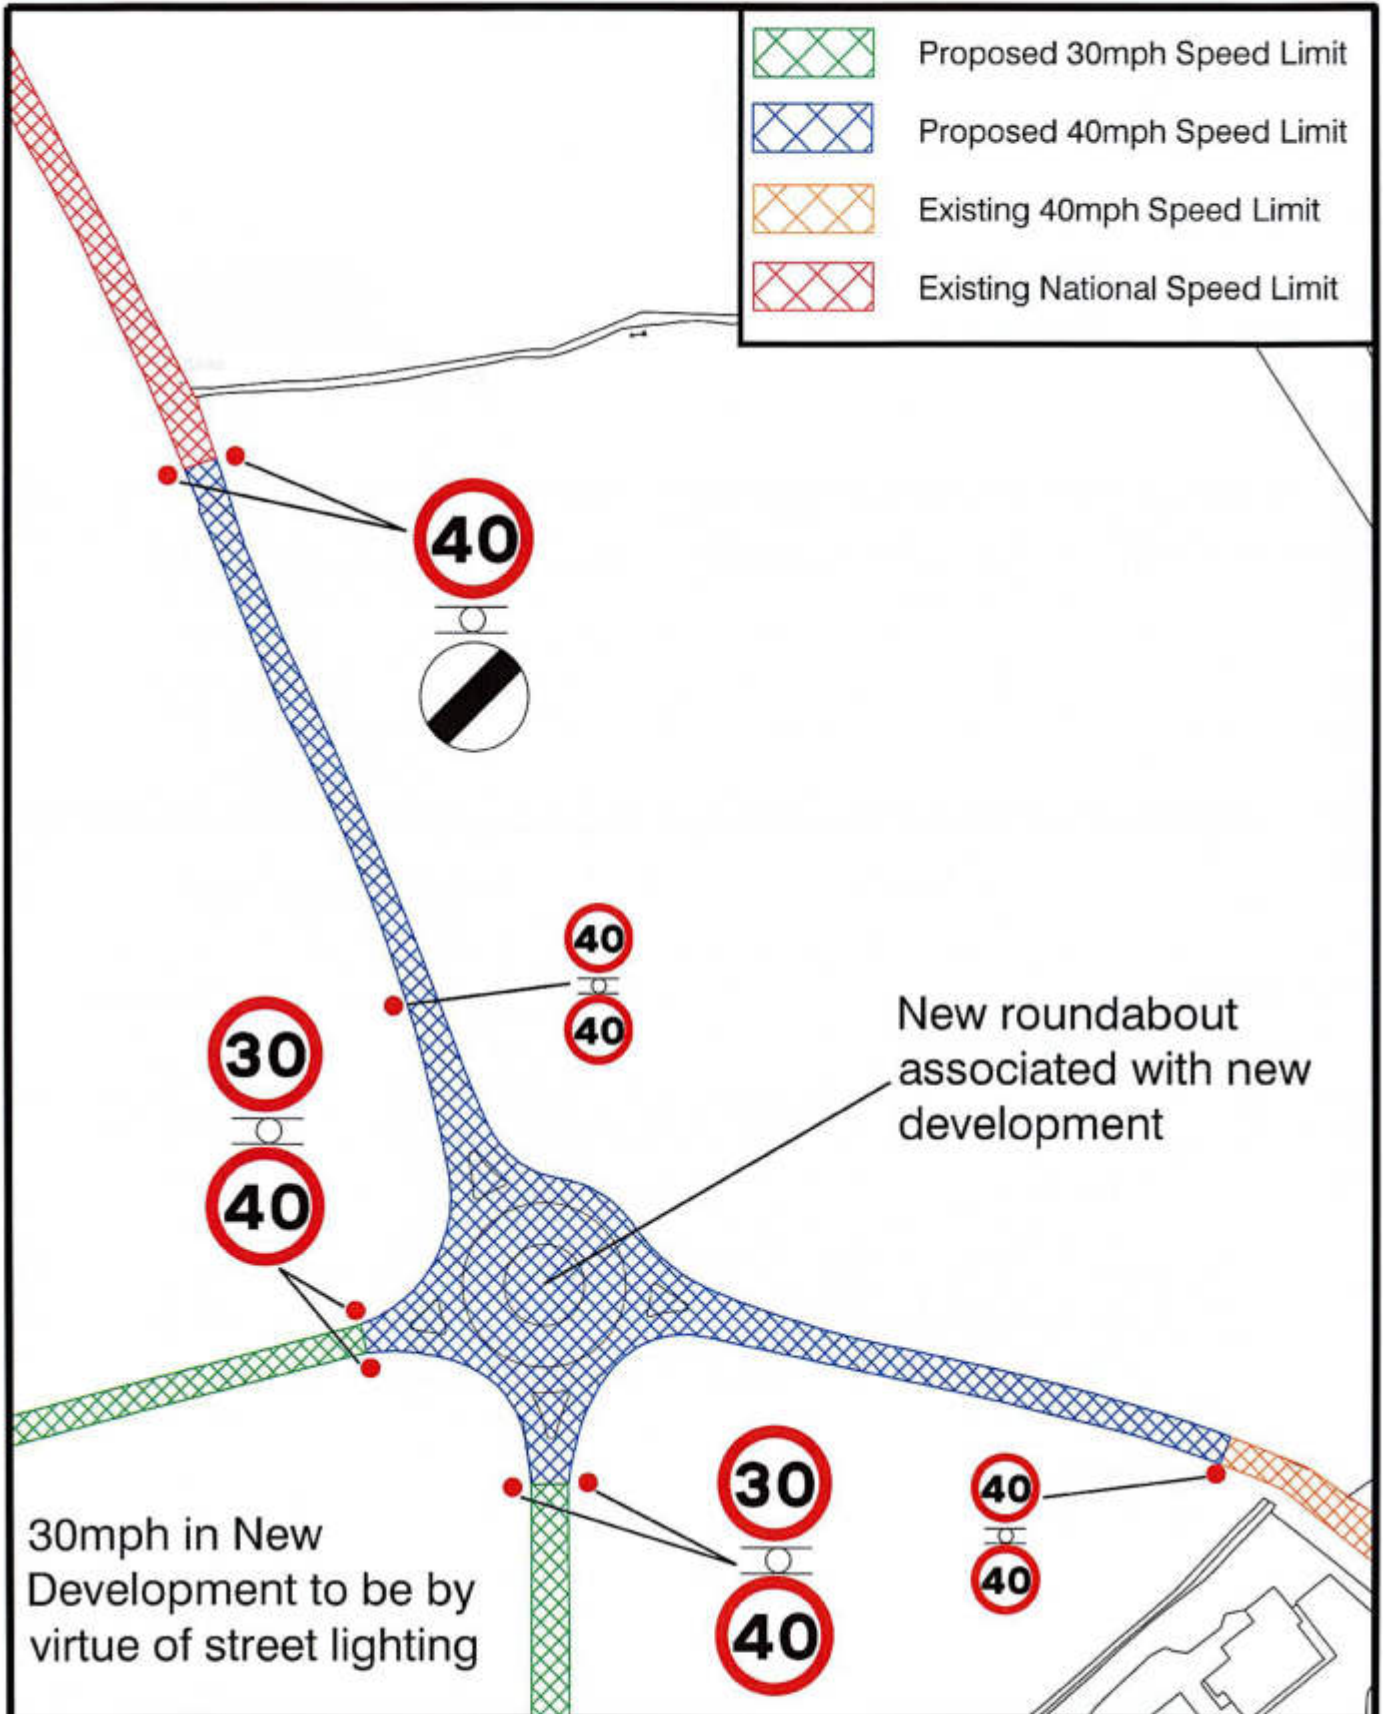 Proposed 30mph Speed Limit
Proposed 40mph Speed Limit
Existing 40mph Speed Limit
Existing National Speed Limit
40
40
40
30
40
New roundabout
associated with new
development
30
40
40
40
30mph in New
Development to be by
virtue of street lighting